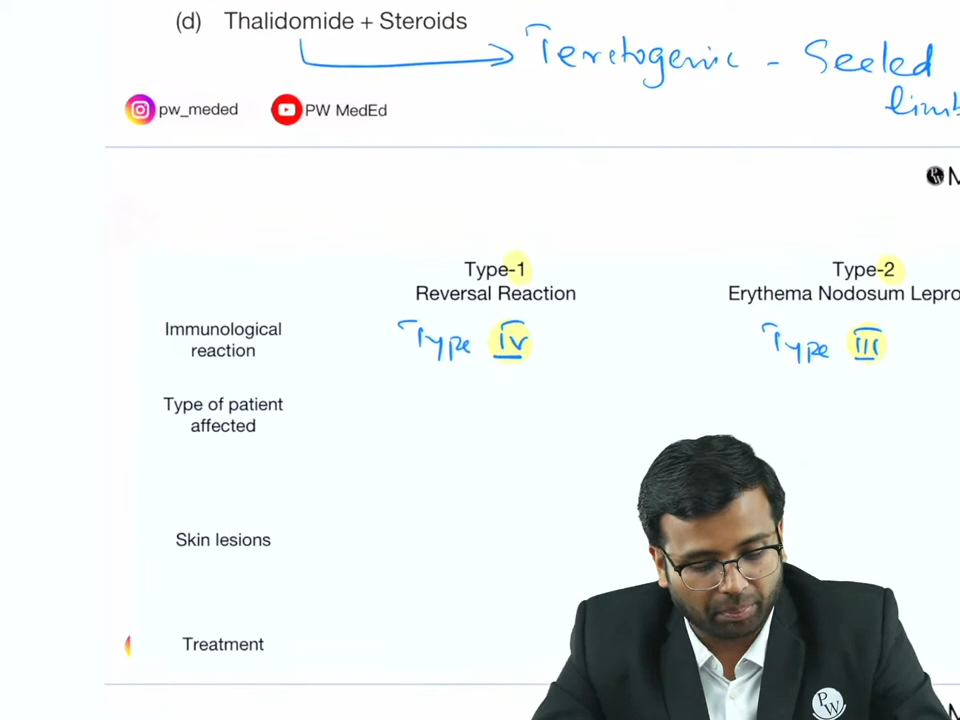 (d) Thalidomide + Steroids
Teretogenic - Seeled
limb
pw_meded
PW MedEd
M
Type-1
Reversal Reaction
Type-2
Erythema Nodosum Lepro
Immunological
reaction
Type IV
Type III
Type of patient
affected
Skin lesions
Treatment
PW